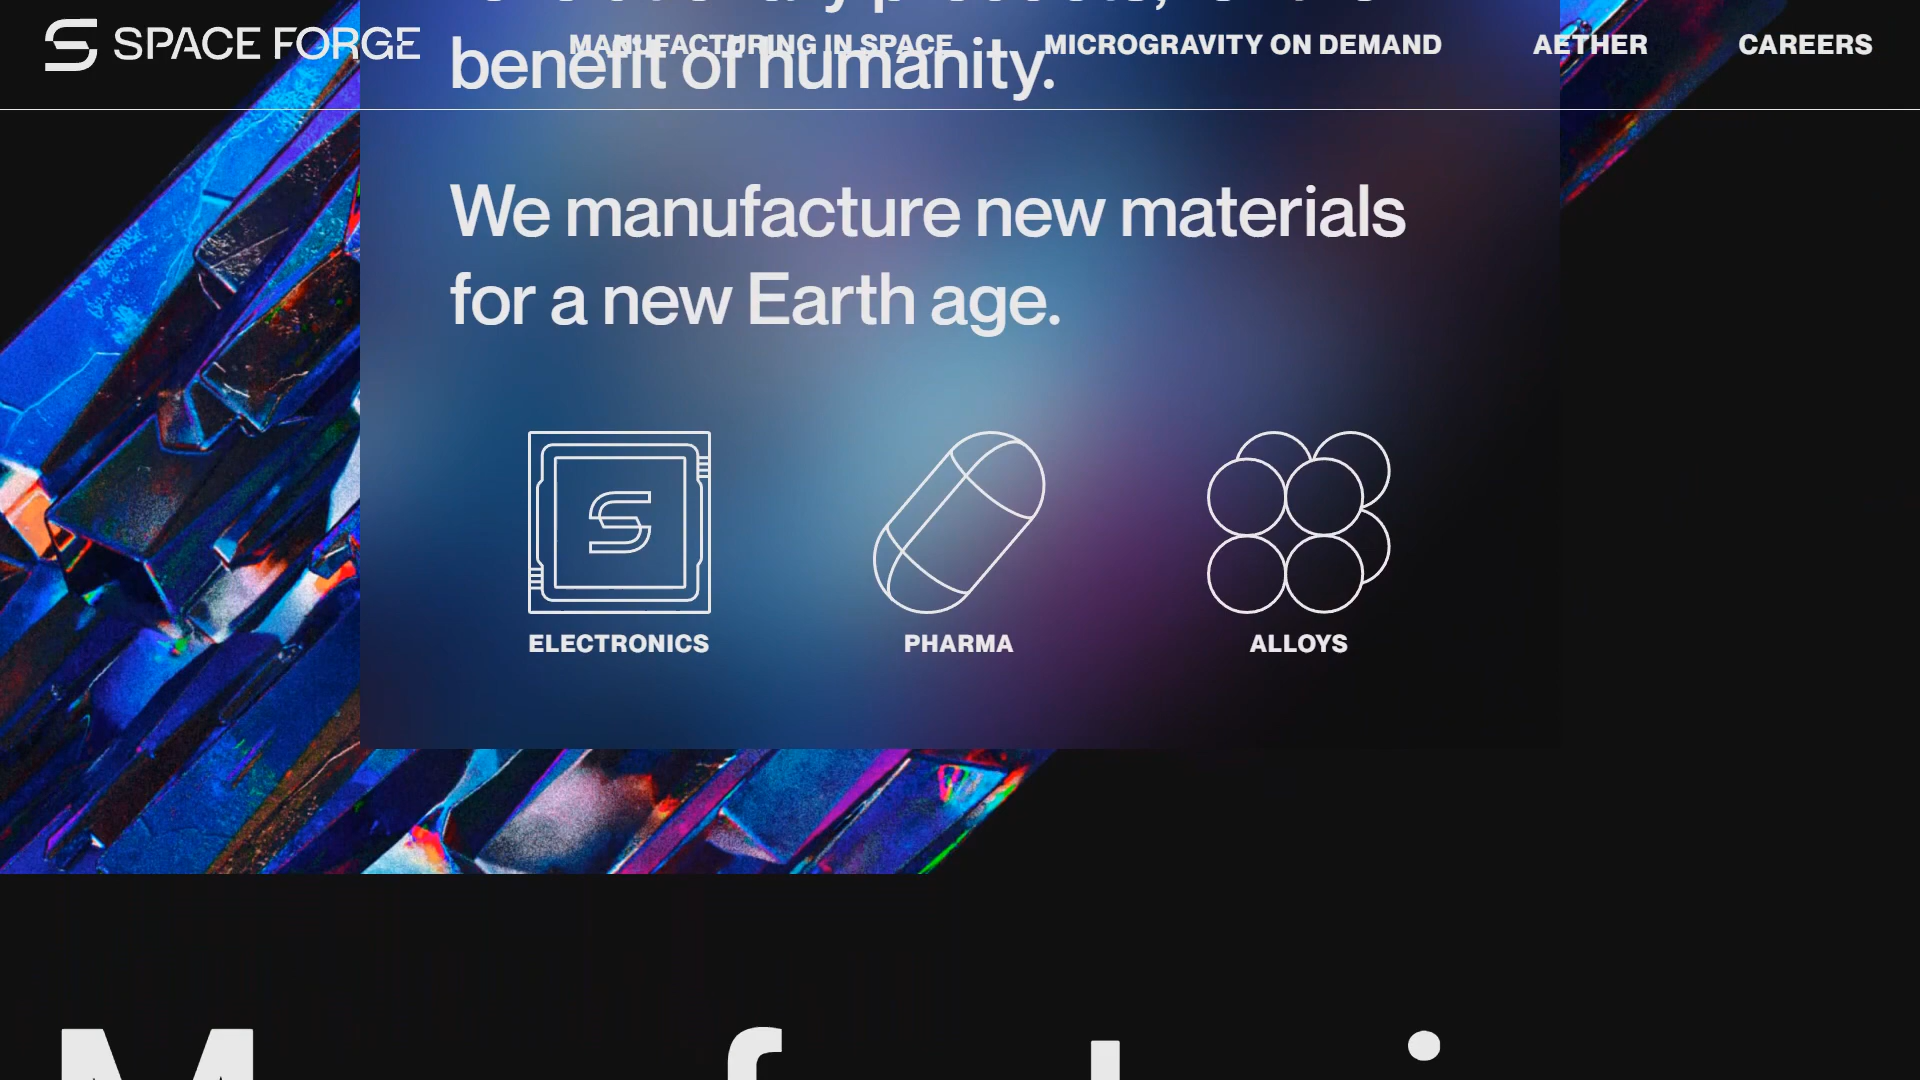 SPACE FORGE
MANUFACTURING IN SPACE
MICROGRAVITY ON DEMAND
AETHER
CAREERS
benefit of humanity.
We manufacture new materials
for a new Earth age.
ELECTRONICS
PHARMA
ALLOYS